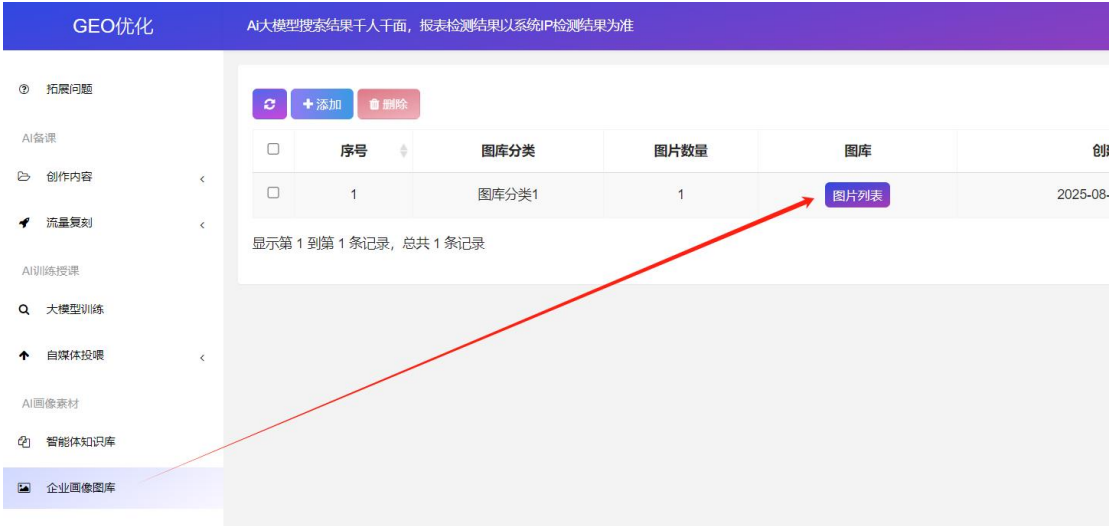 GEO优化
Ai大模型搜索结果千人千面，报表检测结果以系统IP检测结果为准
拓展问题
AI备课
创作内容
流量复刻
AI训练授课
大模型训练
自媒体投喂
AI画像素材
智能体知识库
企业画像图库
添加 删除
序号 图库分类 图片数量 图库 创
1 图库分类1 1 图片列表 2025-08-
显示第 1 到第 1 条记录，总共 1 条记录